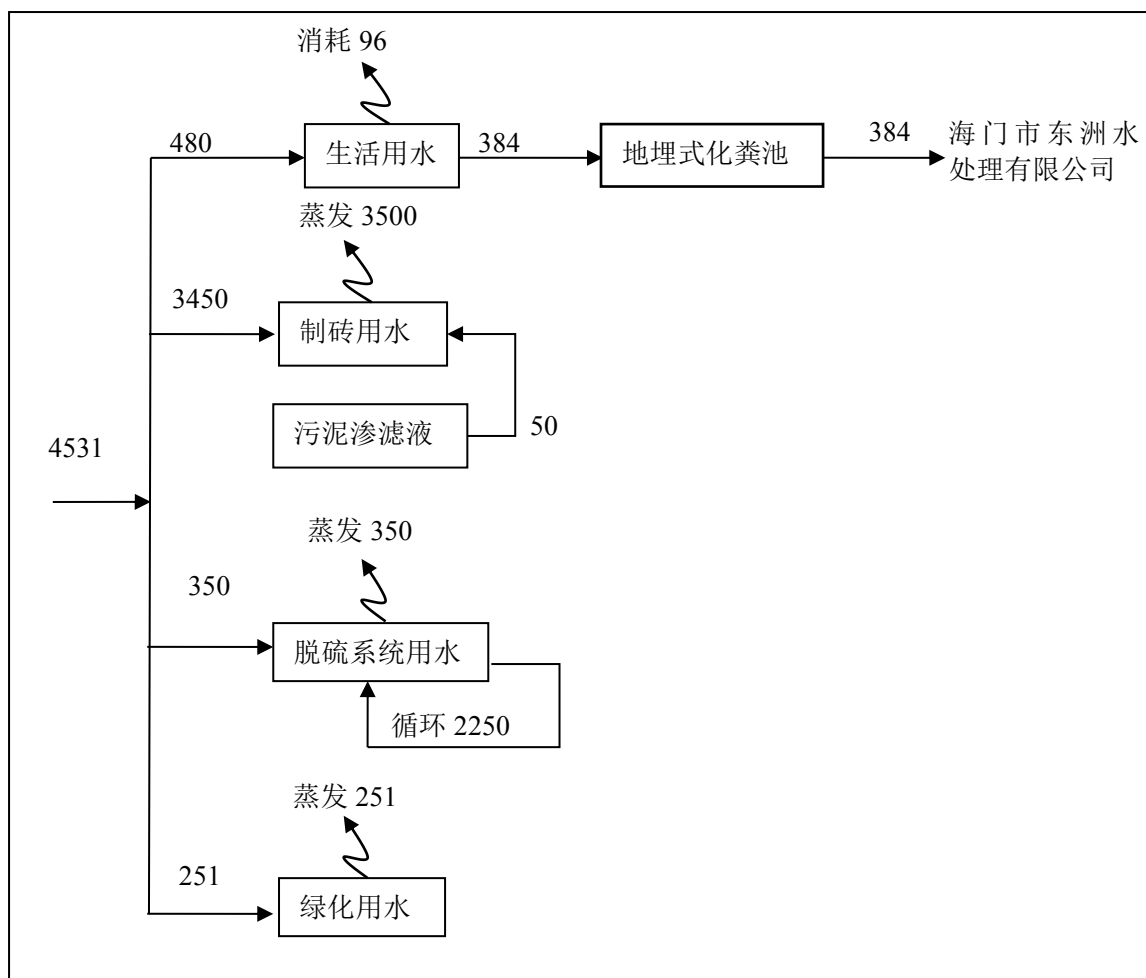 消耗 96
480
生活用水
384
地埋式化粪池
384
海门市东洲水
处理有限公司
蒸发 3500
3450
制砖用水
污泥渗滤液
50
4531
蒸发 350
350
脱硫系统用水
循环 2250
蒸发 251
251
绿化用水